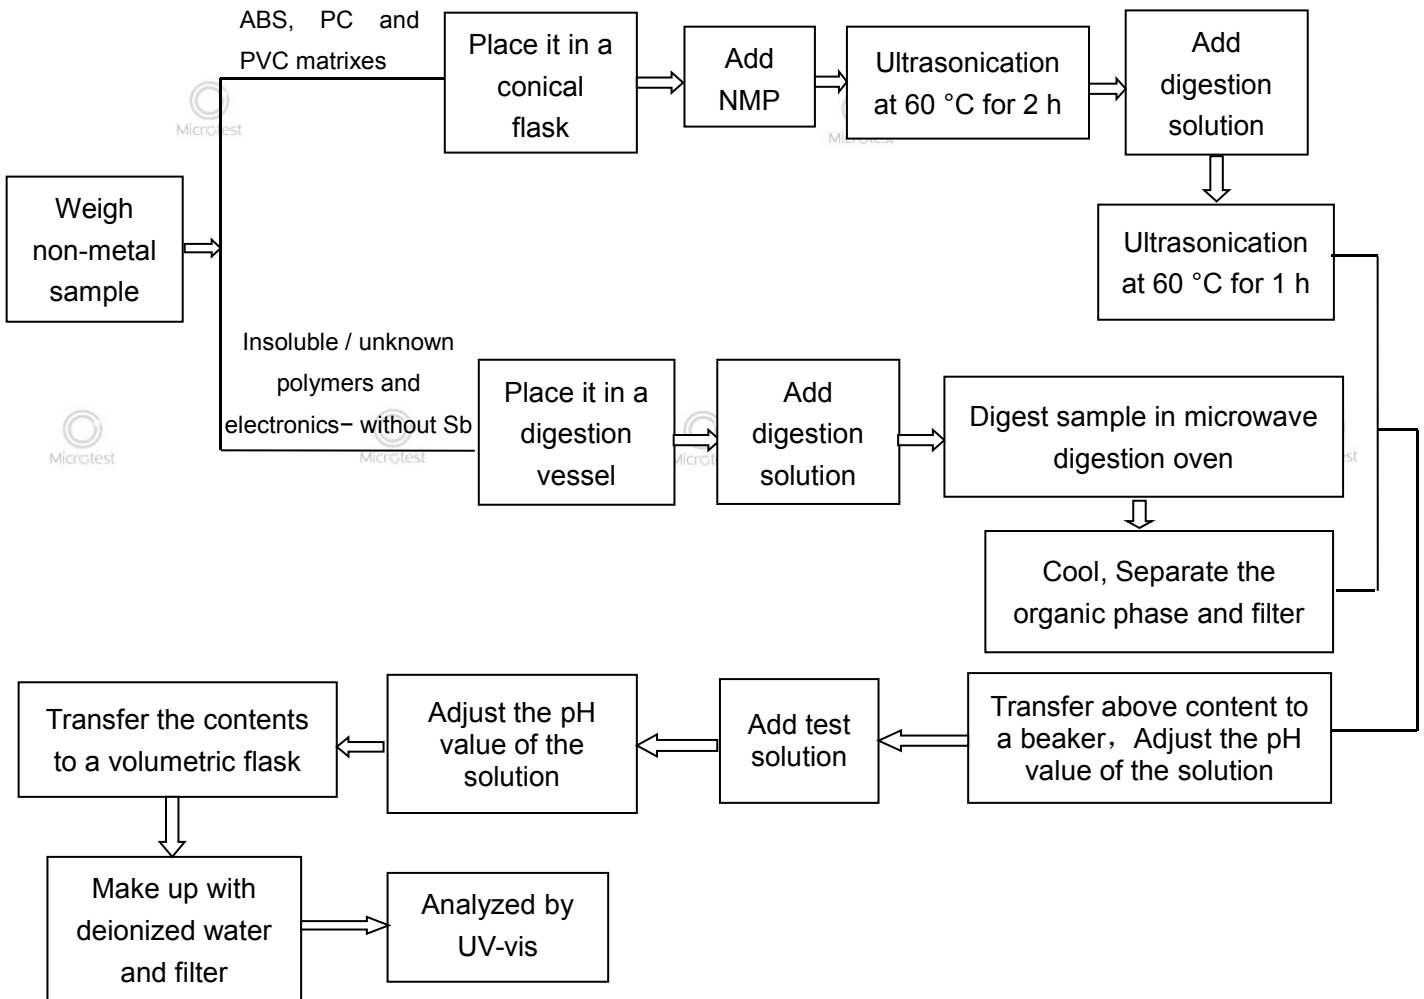 ABS, PC and
PVC matrixes
Place it in a
conical
flask
Add
NMP
Ultrasonication
at 60 °C for 2 h
Add
digestion
solution
Microtest
Microtest
Weigh
non-metal
sample
Ultrasonication
at 60 °C for 1 h
Insoluble / unknown
polymers and
electronics− without Sb
Place it in a
digestion
vessel
Add
digestion
solution
Digest sample in microwave
digestion oven
Microtest
Microtest
Cool, Separate the
organic phase and filter
Transfer above content to
a beaker，Adjust the pH
value of the solution
Add test
solution
Adjust the pH
value of the
solution
Transfer the contents
to a volumetric flask
Make up with
deionized water
and filter
Analyzed by
UV-vis